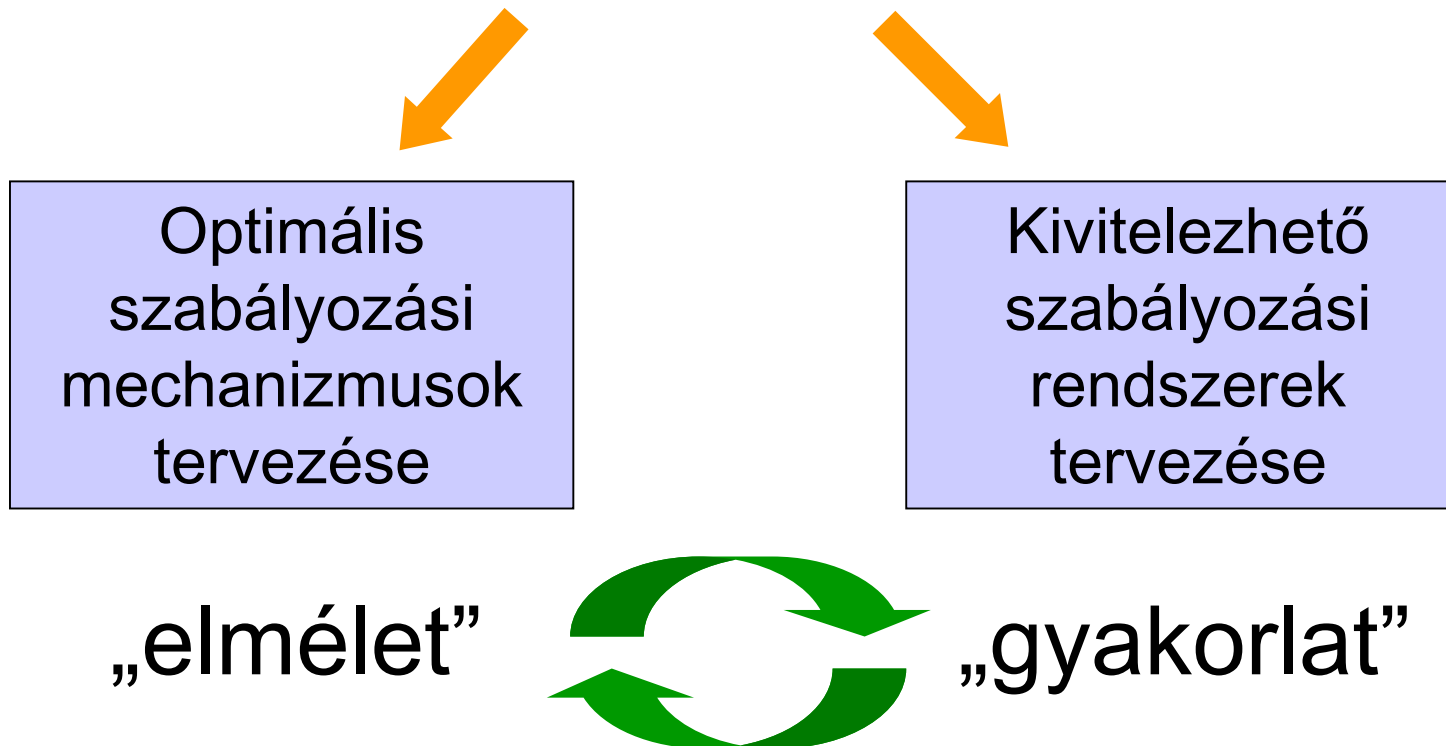 Optimális
szabályozási
mechanizmusok
tervezése
Kivitelezhető
szabályozási
rendszerek
tervezése
„elmélet”
„gyakorlat”